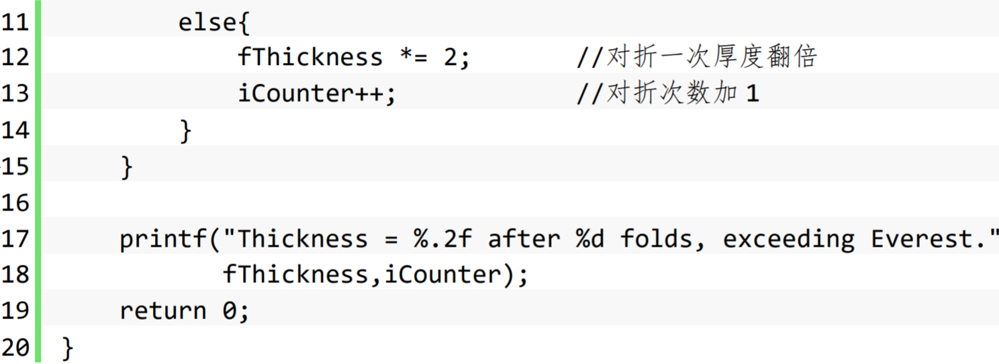 11 else{
12 fThickness *= 2; //对折一次厚度翻倍
13 iCounter++; //对折次数加 1
14 }
15 }
16
17 printf("Thickness = %.2f after %d folds, exceeding Everest."
18 fThickness,iCounter);
19 return 0;
20 }